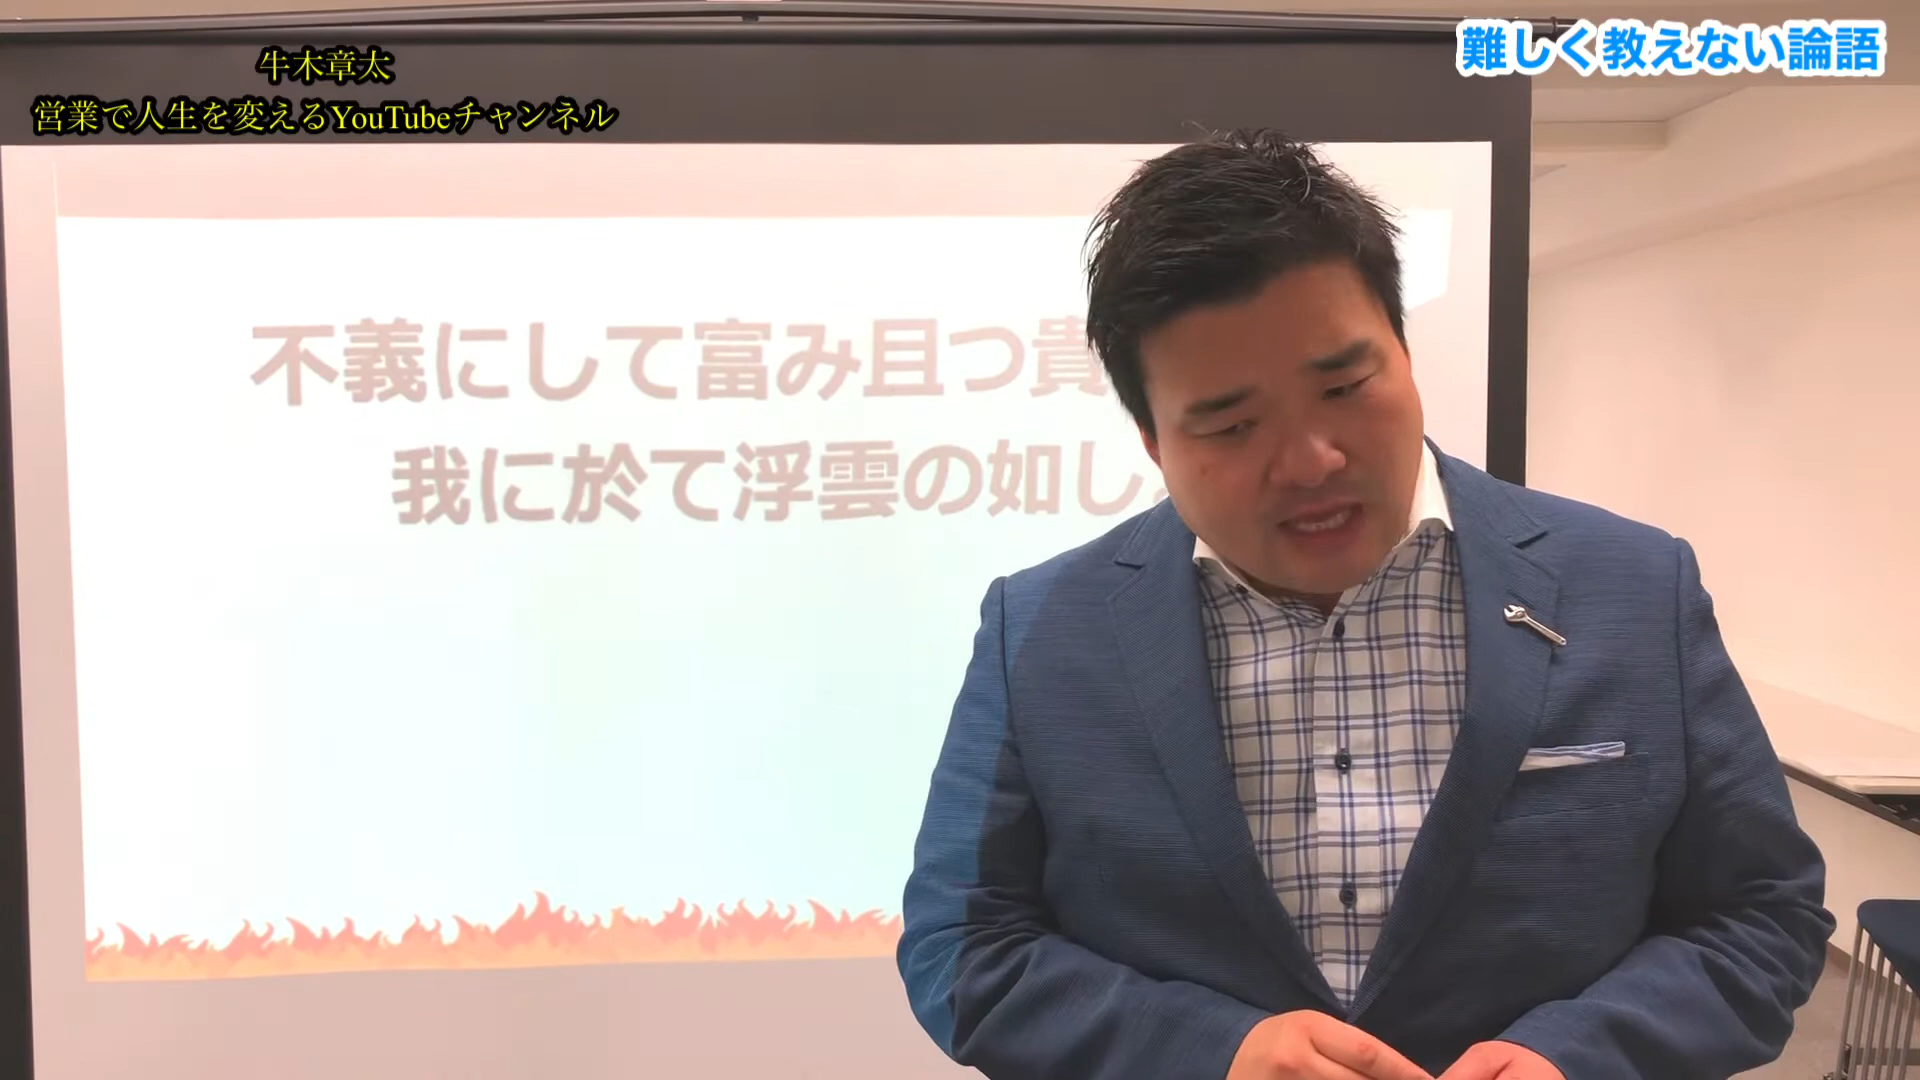 牛木章太
営業で人生を変えるYouTubeチャンネル
難しく教えない論語
不義にして富み且つ貴
我に於て浮雲の如し。